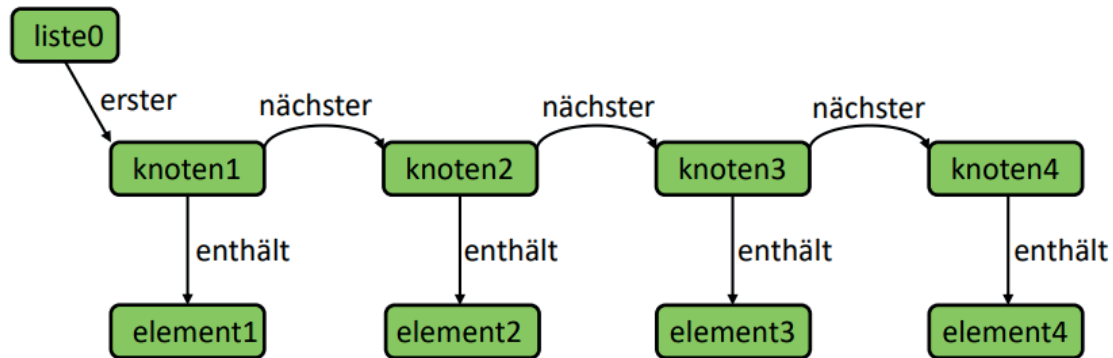 liste0
erster
nächster nächster nächster
knoten1 knoten2 knoten3 knoten4
enthält enthält enthält enthält
element1 element2 element3 element4